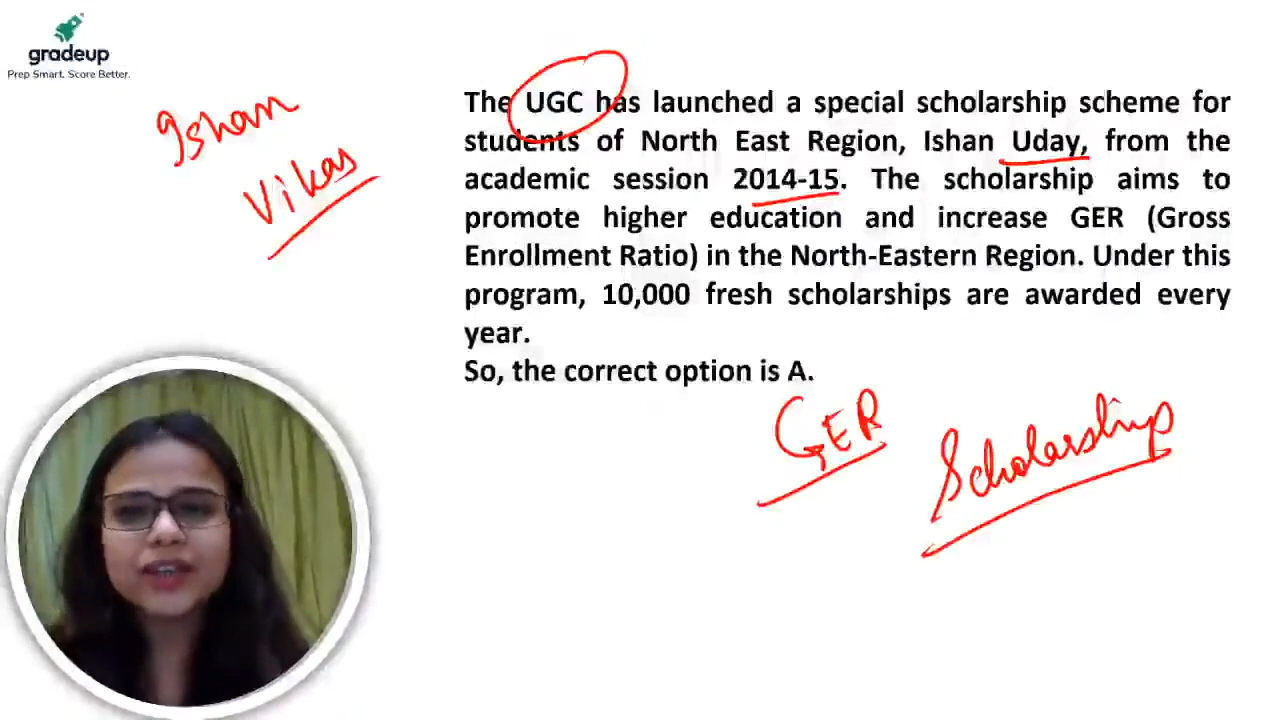 gradeup
Prep Smart. Score Better.
Ishan
Vikas
The UGC has launched a special scholarship scheme for
students of North East Region, Ishan Uday, from the
academic session 2014-15. The scholarship aims to
promote higher education and increase GER (Gross
Enrollment Ratio) in the North-Eastern Region. Under this
program, 10,000 fresh scholarships are awarded every
year.
So, the correct option is A.
GER
Scholarship